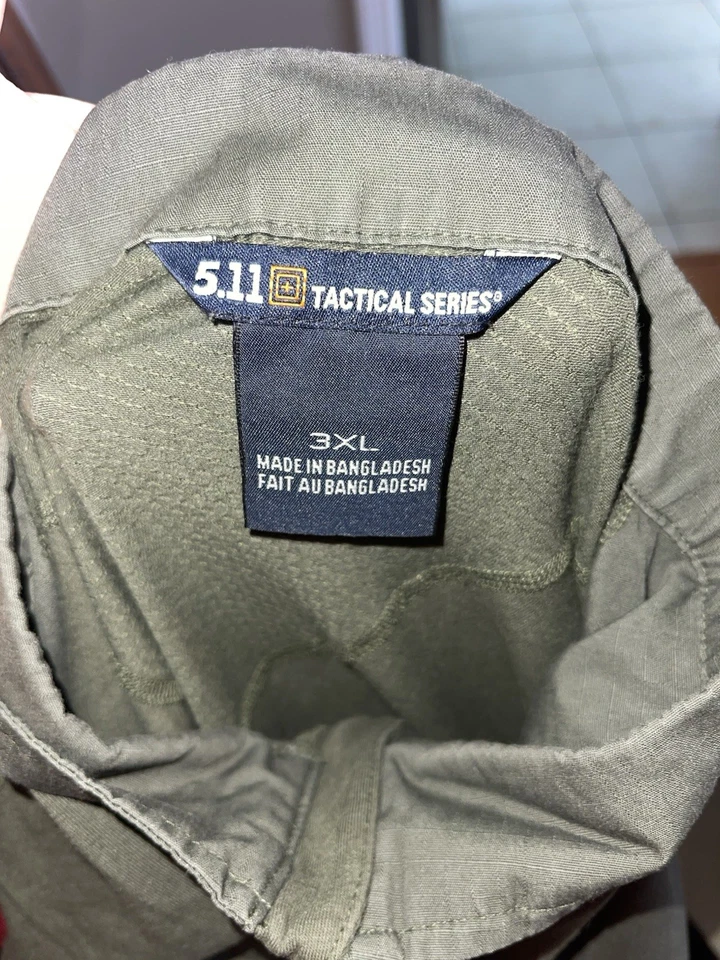 5.11 TACTICAL SERIES®
3XL
MADE IN BANGLADESH
FAIT AU BANGLADESH